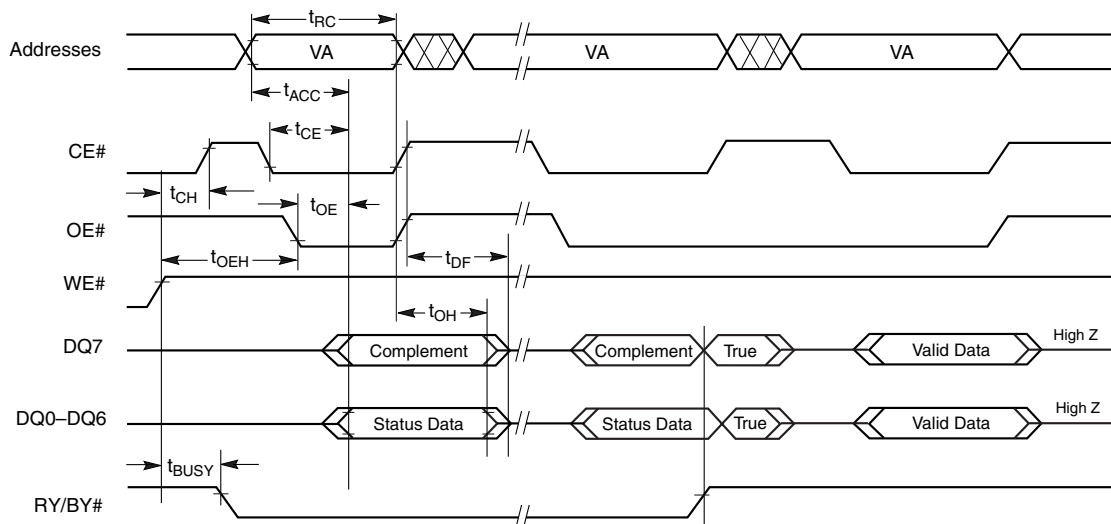 tRC
Addresses VA VA VA
tACC
tCE
CE#
tCH tOE
OE#
tOEH tDF
WE#
tOH
DQ7 Complement Complement True Valid Data High Z
DQ0–DQ6 Status Data Status Data True Valid Data High Z
tBUSY
RY/BY#